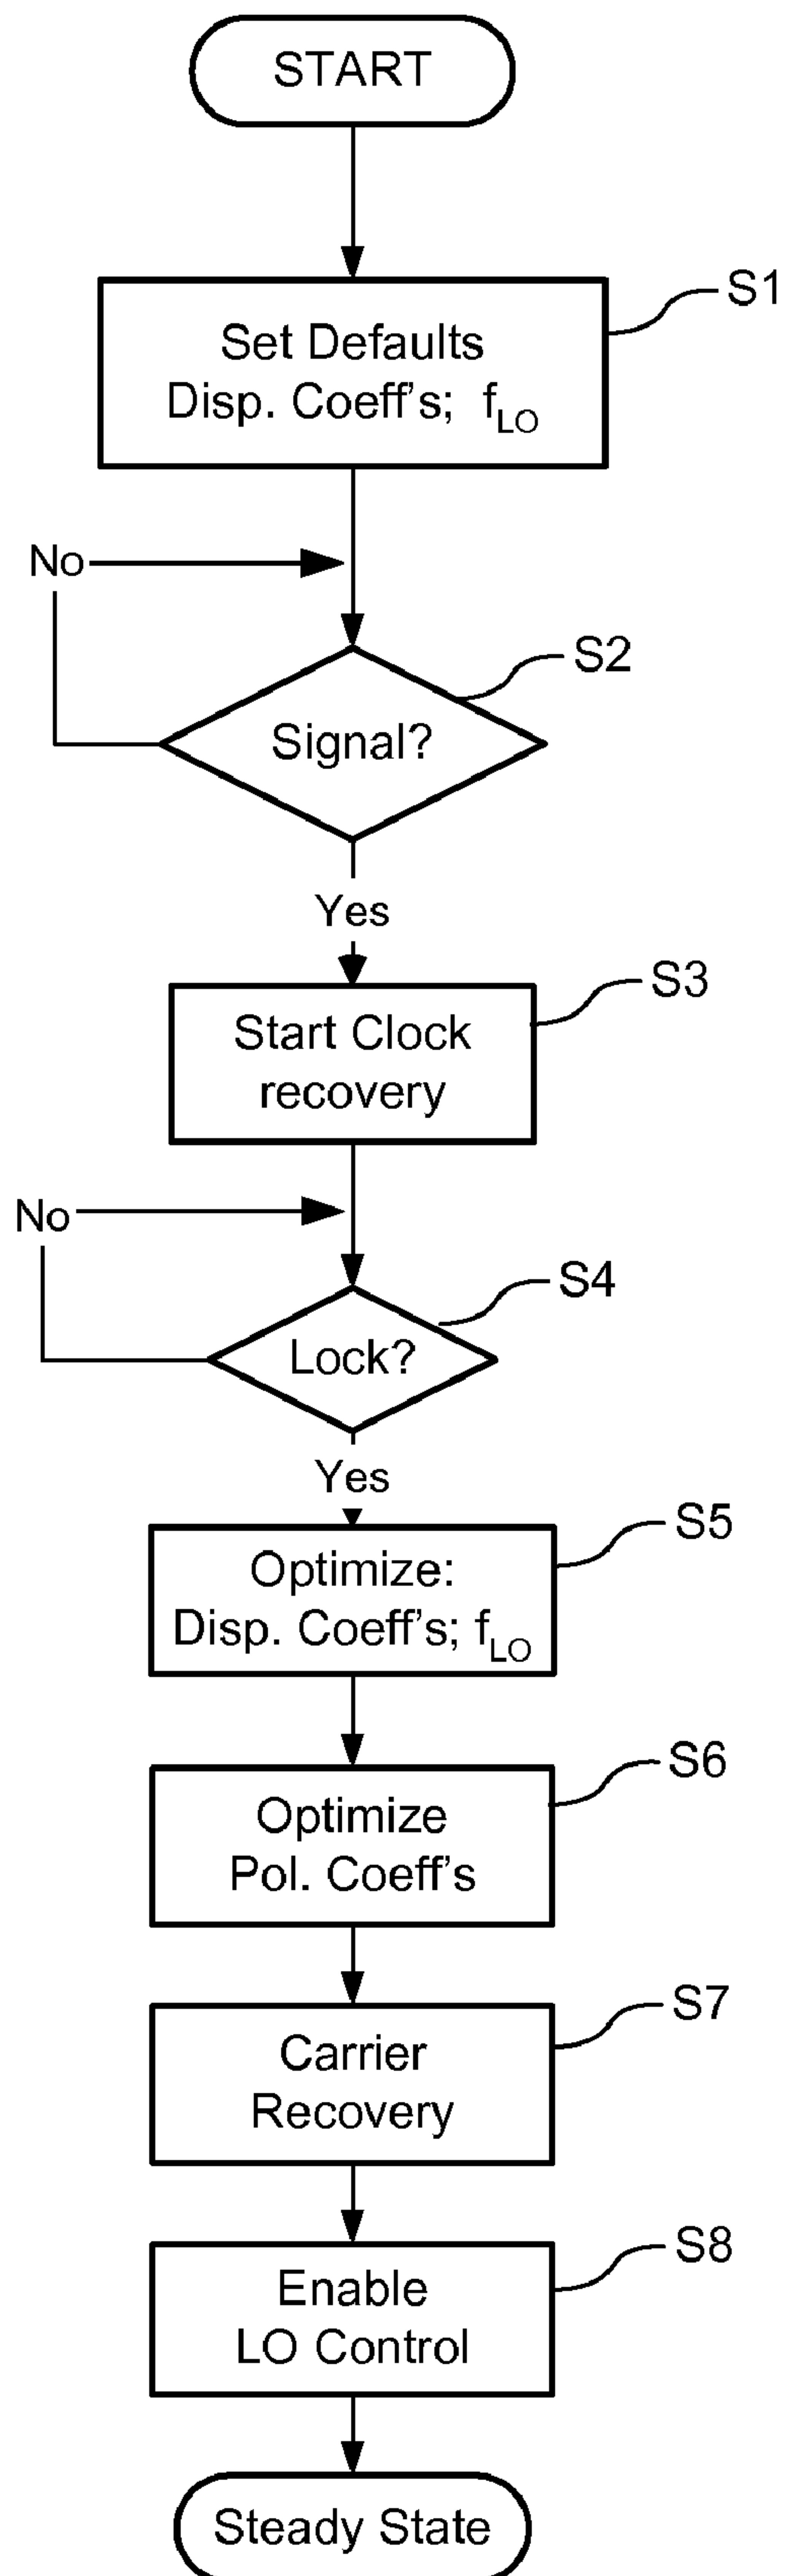 START
S1
Set Defaults
Disp. Coeff's; fLO
No
S2
Signal?
Yes
S3
Start Clock
recovery
No
S4
Lock?
Yes
S5
Optimize:
Disp. Coeff's; fLO
S6
Optimize
Pol. Coeff's
S7
Carrier
Recovery
S8
Enable
LO Control
Steady State